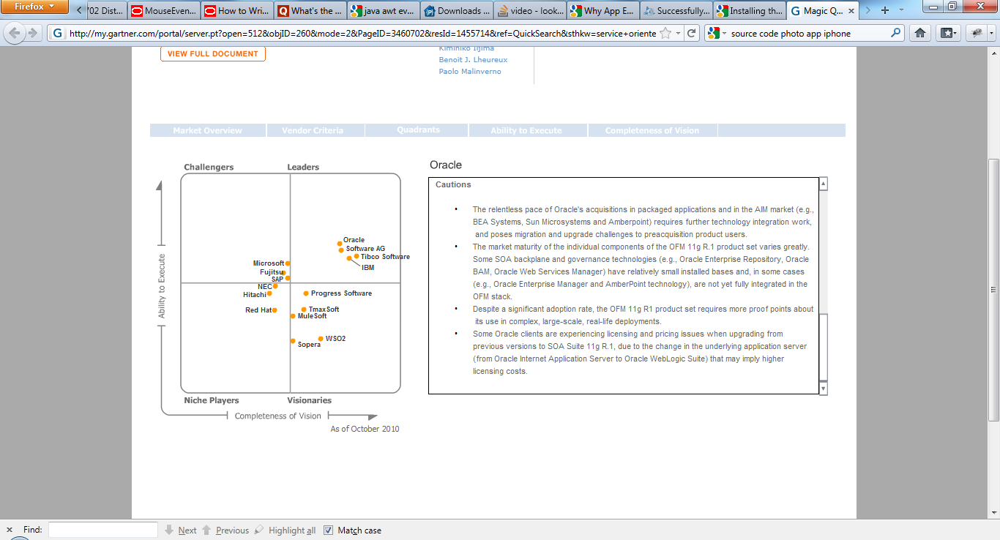 Firefox
702 Dist...
MouseEven...
How to Wri...
What's the ...
java awt ev...
Downloads ...
video - look...
Why App E...
Successfully...
Installing th...
Magic Q...
http://my.gartner.com/portal/server.pt?open=512&objID=260&mode=2&PageID=3460702&resId=1455714&ref=QuickSearch&sthkw=service+oriente
source code photo app iphone
VIEW FULL DOCUMENT
Kimihiko Iijima
Benoit J. Lheureux
Paolo Malinverno
Market Overview
Vendor Criteria
Quadrants
Ability to Execute
Completeness of Vision
Challengers
Leaders
Oracle
Software AG
Tibco Software
IBM
Microsoft
Fujitsu
SAP
NEC
Hitachi
Progress Software
Red Hat
TmaxSoft
MuleSoft
WSO2
Sopera
Ability to Execute
Niche Players
Visionaries
Completeness of Vision
As of October 2010
Oracle
Cautions
• The relentless pace of Oracle's acquisitions in packaged applications and in the AIM market (e.g.,
BEA Systems, Sun Microsystems and Amberpoint) requires further technology integration work,
and poses migration and upgrade challenges to preacquisition product users.
• The market maturity of the individual components of the OFM 11g R.1 product set varies greatly.
Some SOA backplane and governance technologies (e.g., Oracle Enterprise Repository, Oracle
BAM, Oracle Web Services Manager) have relatively small installed bases and, in some cases
(e.g., Oracle Enterprise Manager and AmberPoint technology), are not yet fully integrated in the
OFM stack.
• Despite a significant adoption rate, the OFM 11g R1 product set requires more proof points about
its use in complex, large-scale, real-life deployments.
• Some Oracle clients are experiencing licensing and pricing issues when upgrading from
previous versions to SOA Suite 11g R.1, due to the change in the underlying application server
(from Oracle Internet Application Server to Oracle WebLogic Suite) that may imply higher
licensing costs.
Find:
Next
Previous
Highlight all
Match case